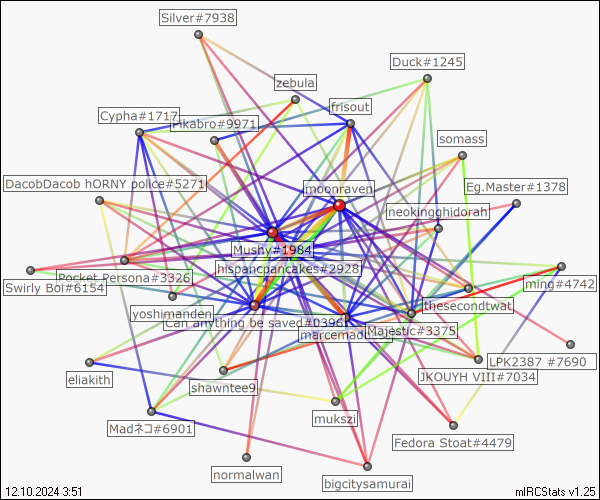 Silver#7938
Duck#1245
zebula
frisout
Cypha#1717
Pikabro#9971
somass
DacobDacob hORNY police#5271
moonraven
Eg.Master#1378
neokingghidorah
Mushy#1984
hispancpancakes#2928
Pocket Persona#3326
Swirly Boi#6154
ming#4742
thesecondtwat
yoshimanden
Can anything be saved#0396
Majestic#3375
LPK2387 #7690
JKOUYH VIII#7034
eliakith
shawntee9
mukszi
Madネコ#6901
Fedora Stoat#4479
normalwan
bigcitysamurai
12.10.2024 3:51
mIRCStats v1.25